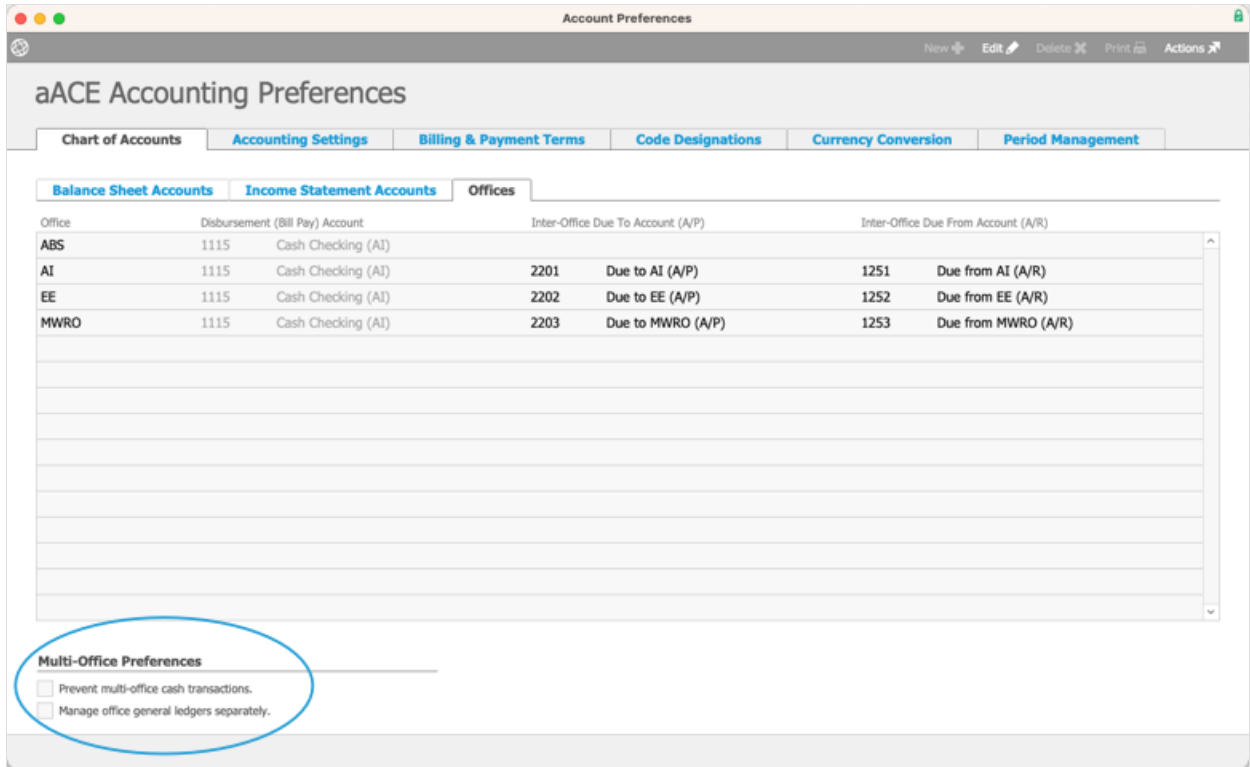 Account Preferences
New Edit Delete Print Actions
aACE Accounting Preferences
Chart of Accounts Accounting Settings Billing & Payment Terms Code Designations Currency Conversion Period Management
Balance Sheet Accounts Income Statement Accounts Offices
Office Disbursement (Bill Pay) Account Inter-Office Due To Account (A/P) Inter-Office Due From Account (A/R)
ABS 1115 Cash Checking (AI)
AI 1115 Cash Checking (AI) 2201 Due to AI (A/P) 1251 Due from AI (A/R)
EE 1115 Cash Checking (AI) 2202 Due to EE (A/P) 1252 Due from EE (A/R)
MWRO 1115 Cash Checking (AI) 2203 Due to MWRO (A/P) 1253 Due from MWRO (A/R)
Multi-Office Preferences
Prevent multi-office cash transactions.
Manage office general ledgers separately.